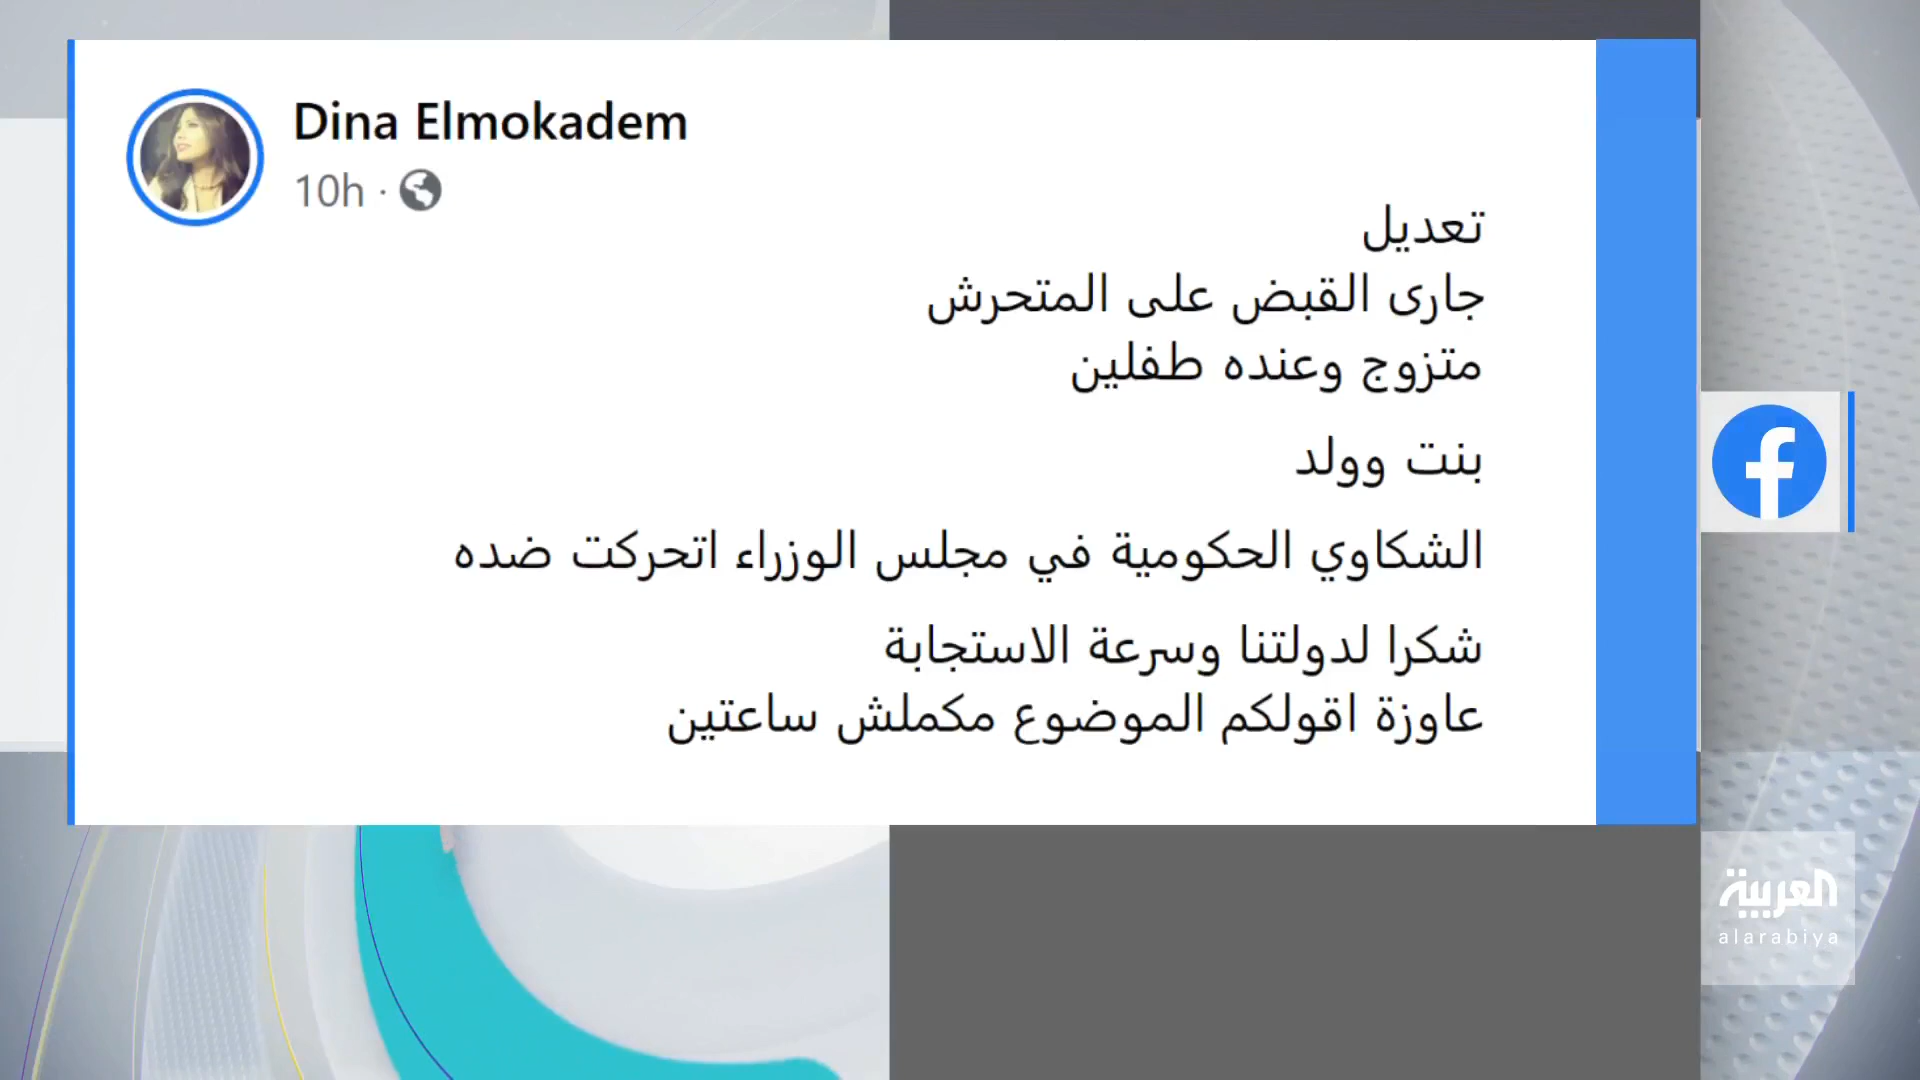 Dina Elmokadem
10h ·
تعديل
جارى القبض على المتحرش
متزوج وعنده طفلين
بنت وولد
الشكاوي الحكومية في مجلس الوزراء اتحركت ضده
شكرا لدولتنا وسرعة الاستجابة
عاوزة اقولكم الموضوع مكملش ساعتين
العربية
alarabiya